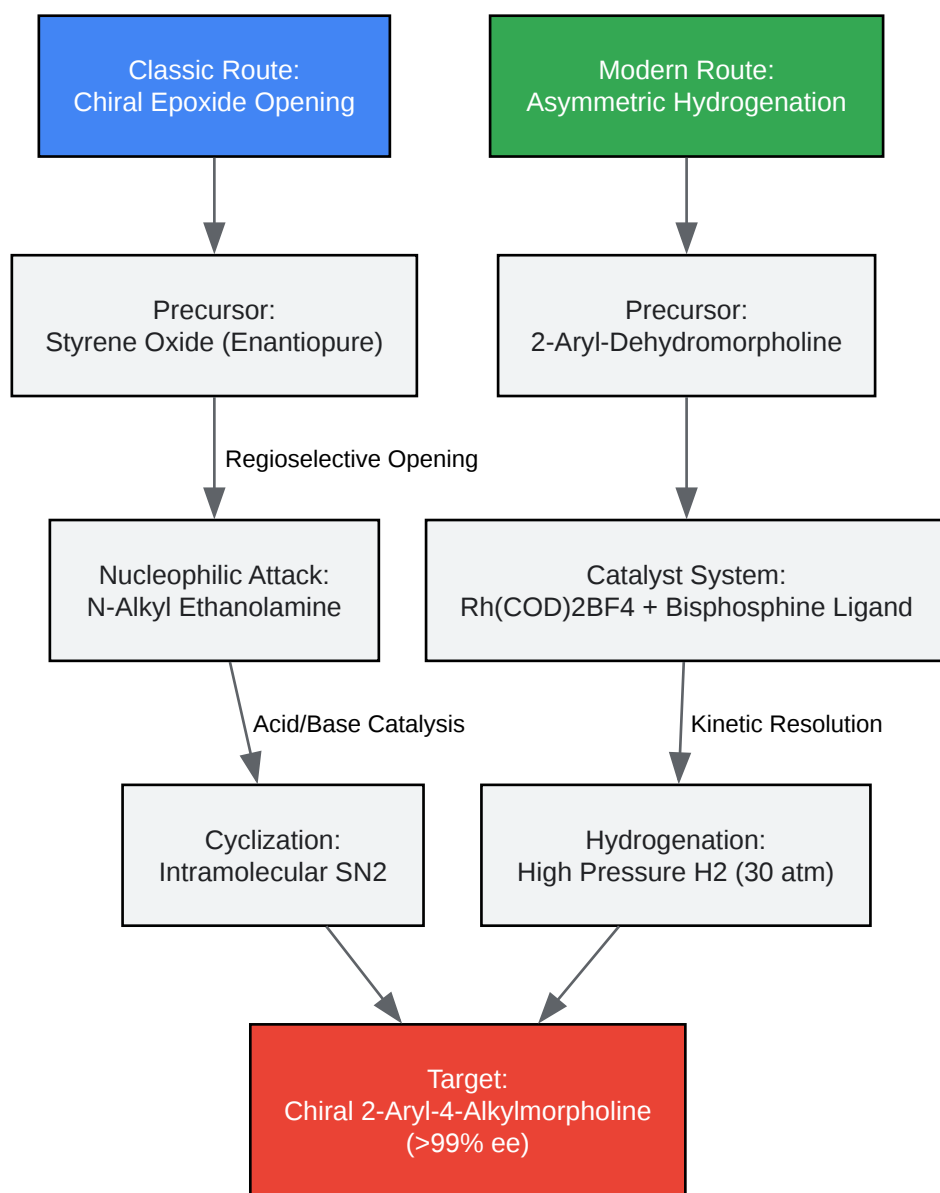 Classic Route:
Chiral Epoxide Opening
Modern Route:
Asymmetric Hydrogenation
Precursor:
Styrene Oxide (Enantiopure)
Precursor:
2-Aryl-Dehydromorpholine
Regioselective Opening
Nucleophilic Attack:
N-Alkyl Ethanolamine
Catalyst System:
Rh(COD)2BF4 + Bisphosphine Ligand
Acid/Base Catalysis
Kinetic Resolution
Cyclization:
Intramolecular SN2
Hydrogenation:
High Pressure H2 (30 atm)
Target:
Chiral 2-Aryl-4-Alkylmorpholine
(>99% ee)